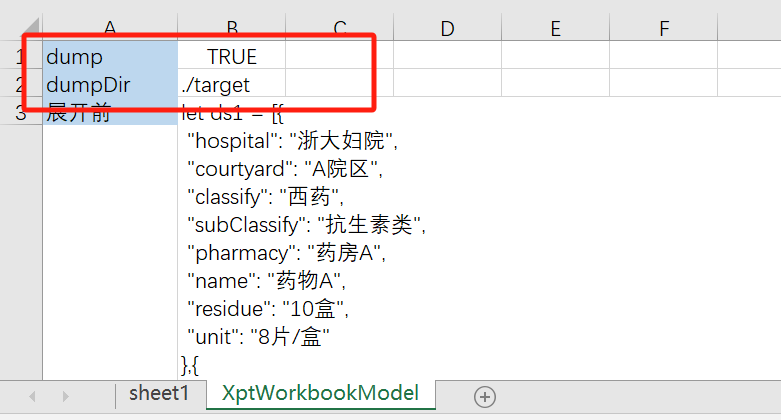 A B C D E F
1 dump TRUE
2 dumpDir ./target
3 展开前 let ds1 = [{
"hospital": "浙大妇院",
"courtyard": "A院区",
"classify": "西药",
"subClassify": "抗生素类",
"pharmacy": "药房A",
"name": "药物A",
"residue": "10盒",
"unit": "8片/盒"
},{
sheet1 XptWorkbookModel